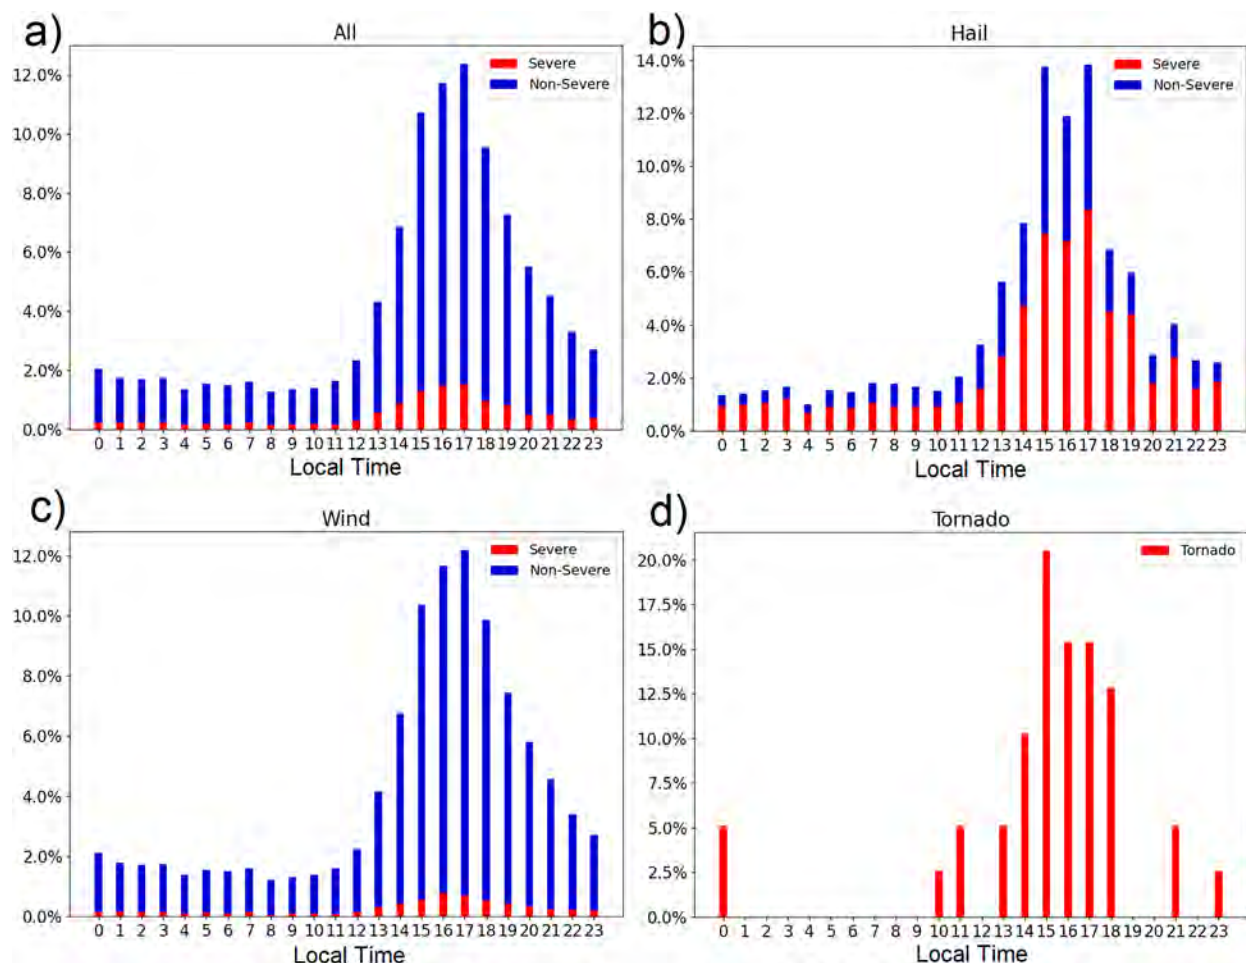 a)
All
Severe
Non-Severe
12.0%
10.0%
8.0%
6.0%
4.0%
2.0%
0.0%
0 1 2 3 4 5 6 7 8 9 10 11 12 13 14 15 16 17 18 19 20 21 22 23
Local Time
b)
Hail
Severe
Non-Severe
14.0%
12.0%
10.0%
8.0%
6.0%
4.0%
2.0%
0.0%
0 1 2 3 4 5 6 7 8 9 10 11 12 13 14 15 16 17 18 19 20 21 22 23
Local Time
c)
Wind
Severe
Non-Severe
12.0%
10.0%
8.0%
6.0%
4.0%
2.0%
0.0%
0 1 2 3 4 5 6 7 8 9 10 11 12 13 14 15 16 17 18 19 20 21 22 23
Local Time
d)
Tornado
Tornado
20.0%
17.5%
15.0%
12.5%
10.0%
7.5%
5.0%
2.5%
0.0%
0 1 2 3 4 5 6 7 8 9 10 11 12 13 14 15 16 17 18 19 20 21 22 23
Local Time